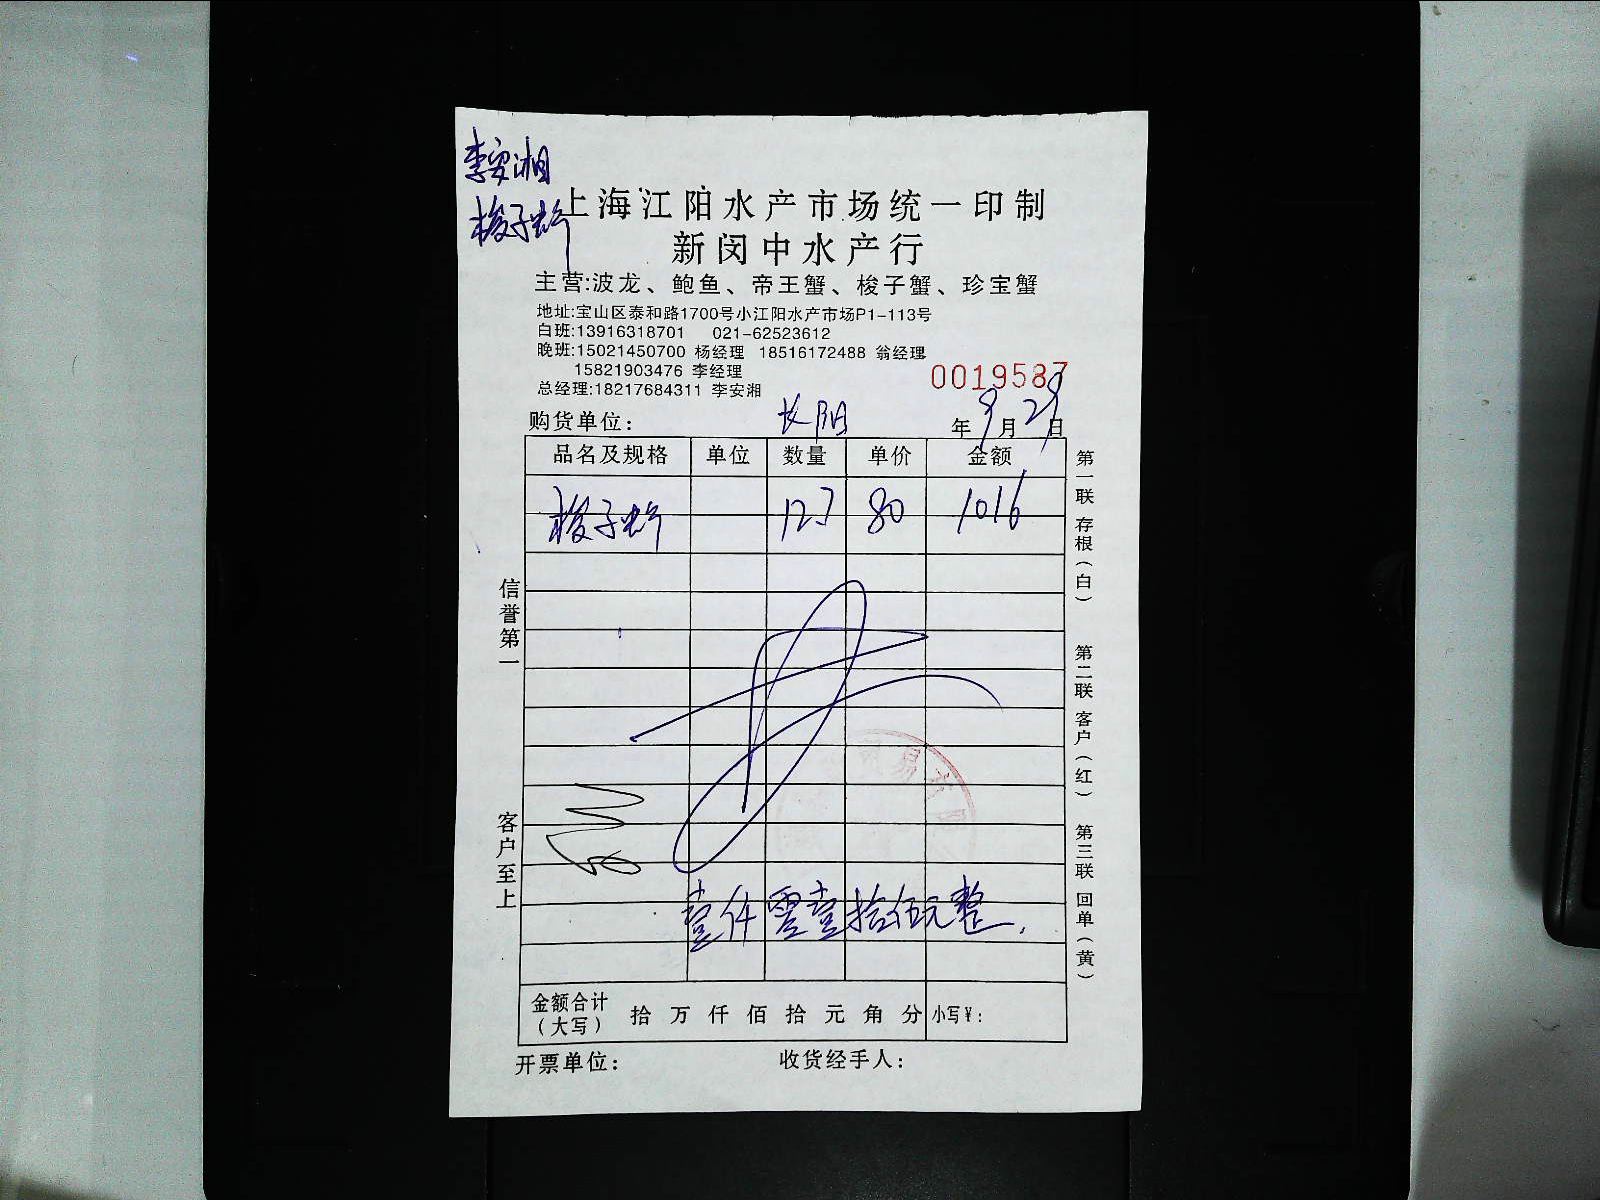 李安湘
梭子蚧
上海江阳水产市场统一印制
新闵中水产行
主营:波龙、鲍鱼、帝王蟹、梭子蟹、珍宝蟹
地址:宝山区泰和路1700号小江阳水产市场P1-113号
白班:13916318701 021-62523612
晚班:15021450700 杨经理 18516172488 翁经理
15821903476 李经理
总经理:18217684311 李安湘
0019587
购货单位: 长阳 年9月29日
品名及规格 单位 数量 单价 金额
梭子蚧 127 80 1016
壹仟零壹拾伍元整.
金额合计(大写) 拾 万 仟 佰 拾 元 角 分 小写¥:
开票单位: 收货经手人:
信誉第一
客户至上
第一联 存根(白)
第二联 客户(红)
第三联 回单(黄)